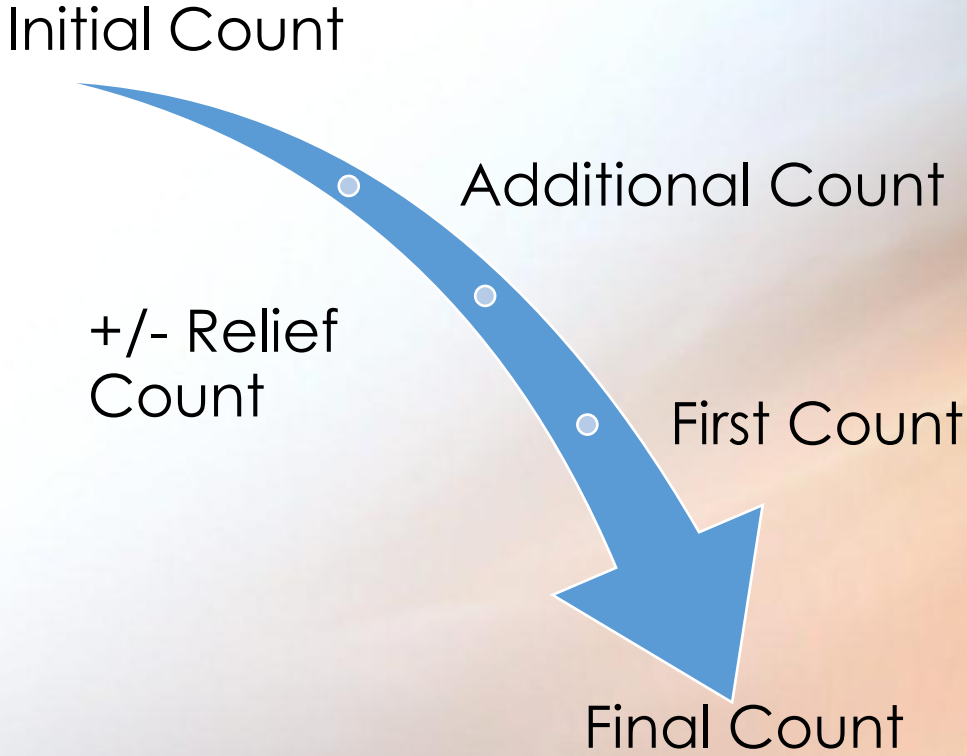 Initial Count
Additional Count
+/- Relief
Count
First Count
Final Count